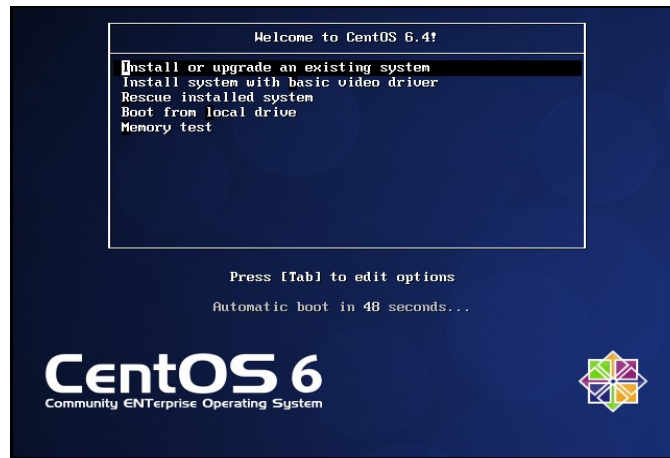 Welcome to CentOS 6.4!
Install or upgrade an existing system
Install system with basic video driver
Rescue installed system
Boot from local drive
Memory test
Press [Tab] to edit options
Automatic boot in 48 seconds...
CentOS 6
Community ENTerprise Operating System